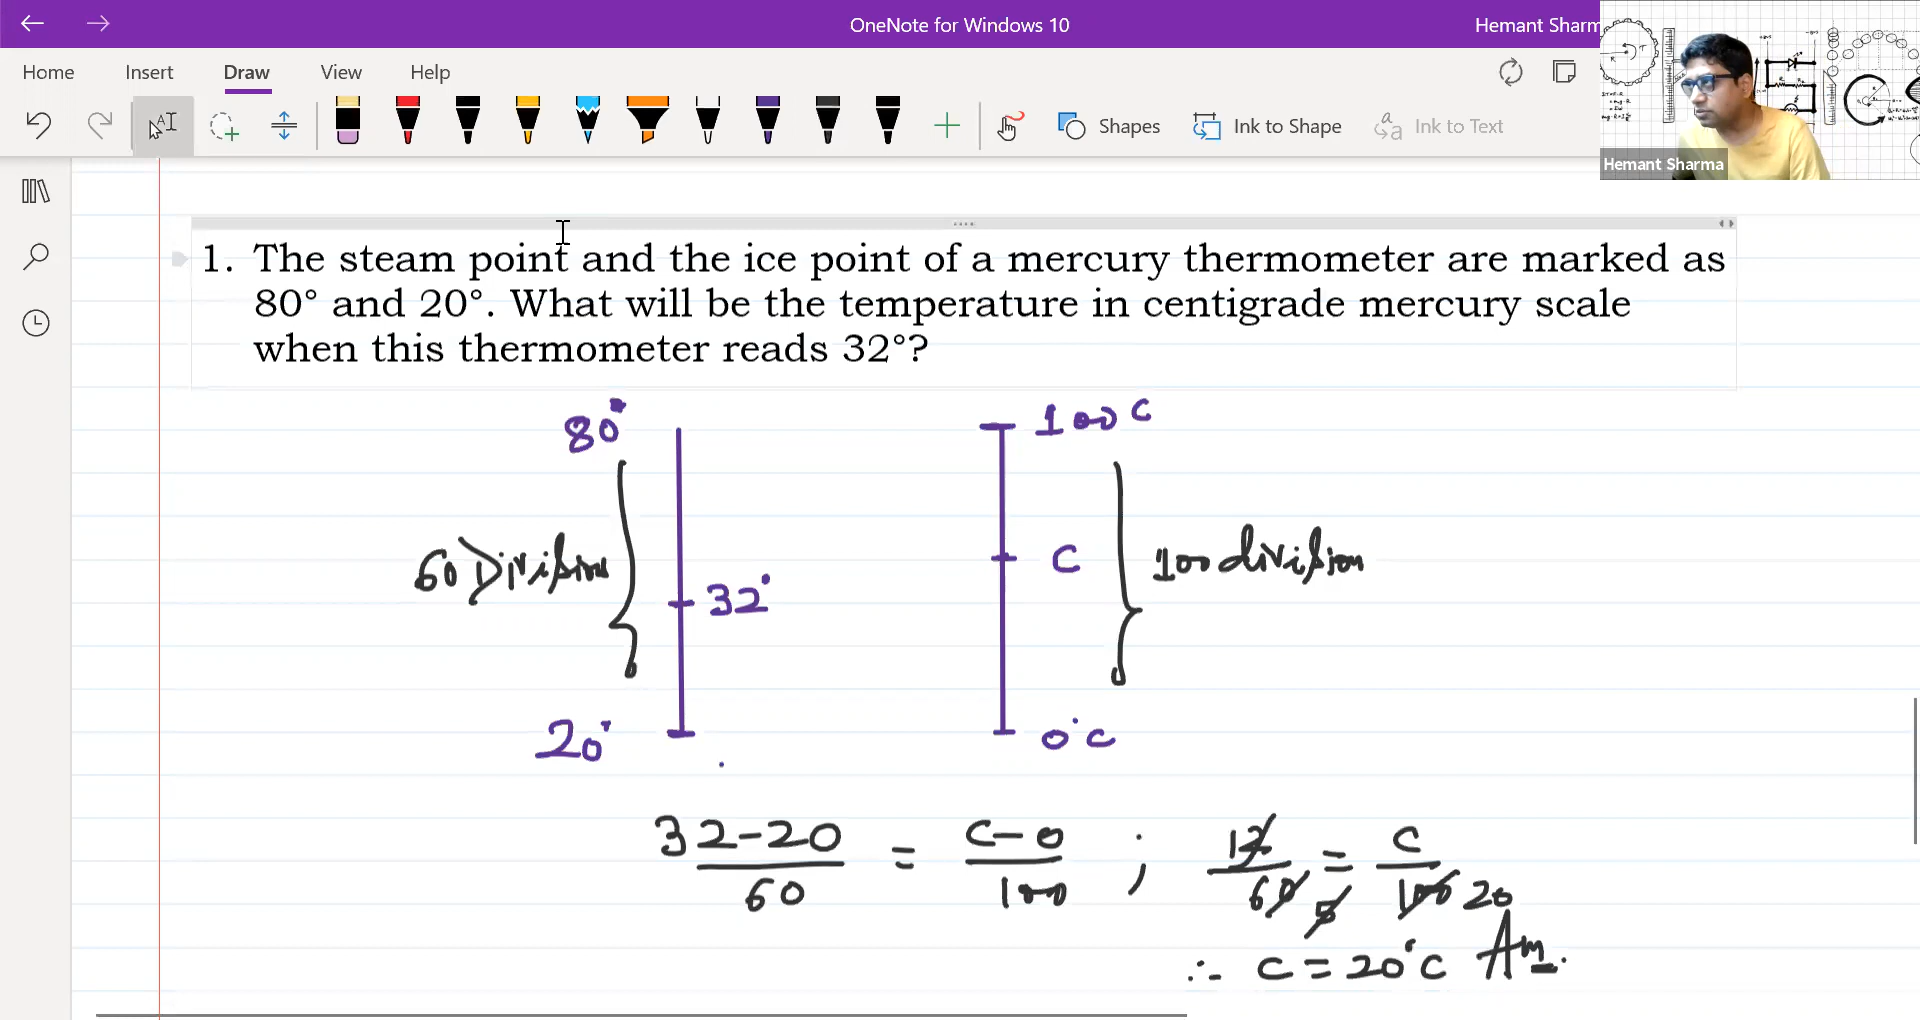 OneNote for Windows 10
Hemant Sharm
Home Insert Draw View Help
Shapes Ink to Shape Ink to Text
Hemant Sharma
1. The steam point and the ice point of a mercury thermometer are marked as
80° and 20°. What will be the temperature in centigrade mercury scale
when this thermometer reads 32°?
80° 100 C
60 Division 32° C 100 division
20° 0°C
32-20/60 = C-0/100 ; 12/60 5 = C/100 20
∴ C = 20°C Ans.